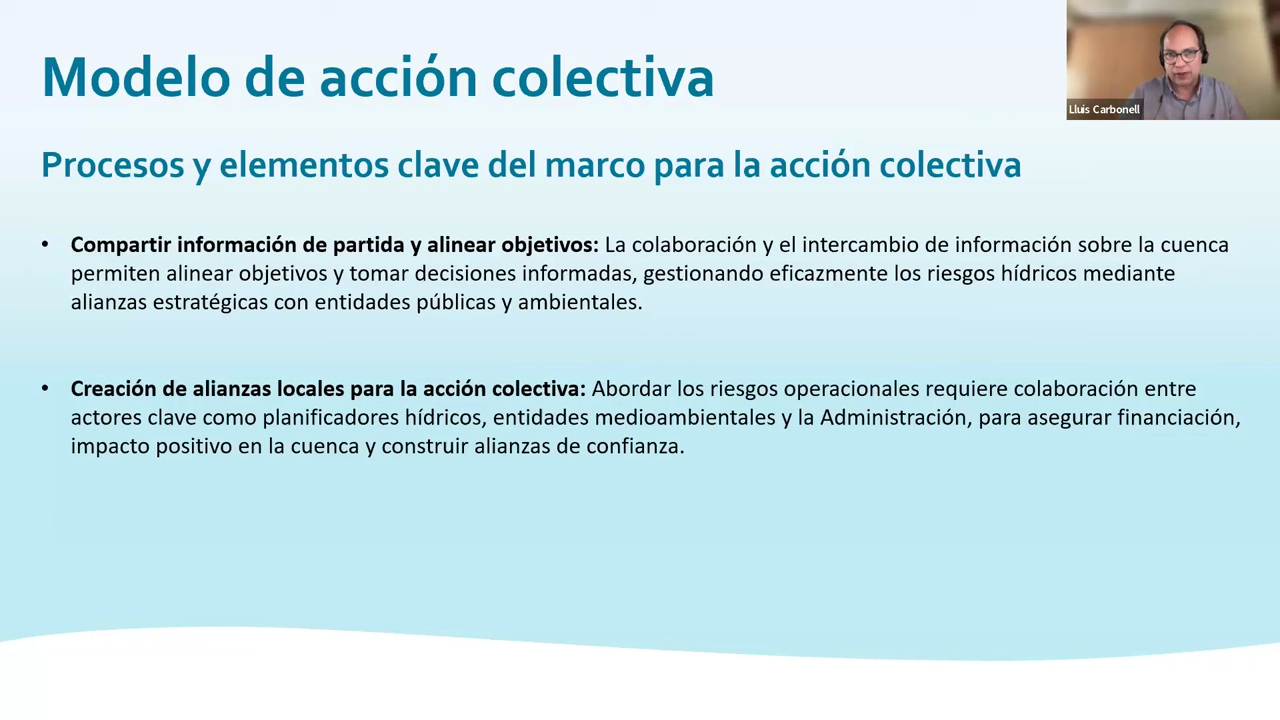 Modelo de acción colectiva
Lluís Carbonell
Procesos y elementos clave del marco para la acción colectiva
• Compartir información de partida y alinear objetivos: La colaboración y el intercambio de información sobre la cuenca
permiten alinear objetivos y tomar decisiones informadas, gestionando eficazmente los riesgos hídricos mediante
alianzas estratégicas con entidades públicas y ambientales.
• Creación de alianzas locales para la acción colectiva: Abordar los riesgos operacionales requiere colaboración entre
actores clave como planificadores hídricos, entidades medioambientales y la Administración, para asegurar financiación,
impacto positivo en la cuenca y construir alianzas de confianza.